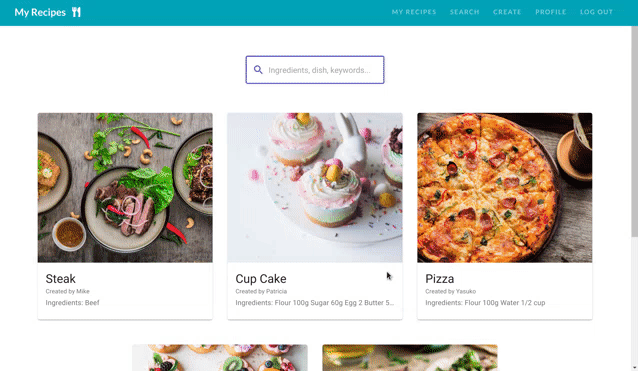 My Recipes
MY RECIPES SEARCH CREATE PROFILE LOG OUT
Ingredients, dish, keywords...
Steak
Created by Mike
Ingredients: Beef
Cup Cake
Created by Patricia
Ingredients: Flour 100g Sugar 60g Egg 2 Butter 5...
Pizza
Created by Yasuko
Ingredients: Flour 100g Water 1/2 cup